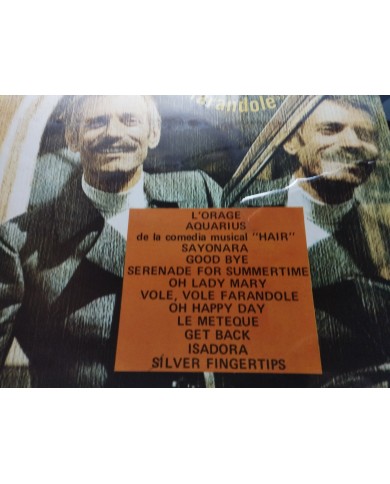 farandole
L'ORAGE
AQUARIUS
de la comedia musical "HAIR"
SAYONARA
GOOD BYE
SERENADE FOR SUMMERTIME
OH LADY MARY
VOLE, VOLE FARANDOLE
OH HAPPY DAY
LE METEQUE
GET BACK
ISADORA
SILVER FINGERTIPS